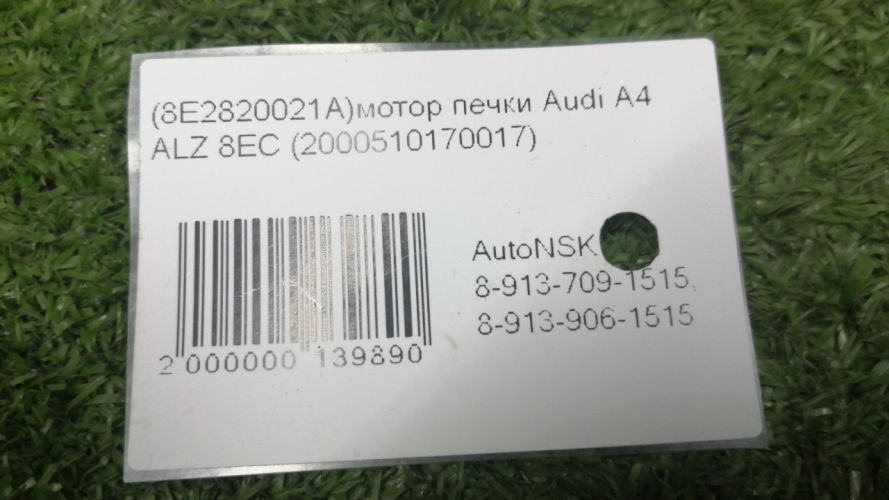 (8E2820021A)мотор печки Audi A4
ALZ 8EC (2000510170017)
AutoNSK
8-913-709-1515,
8-913-906-1515
2 000000 139890